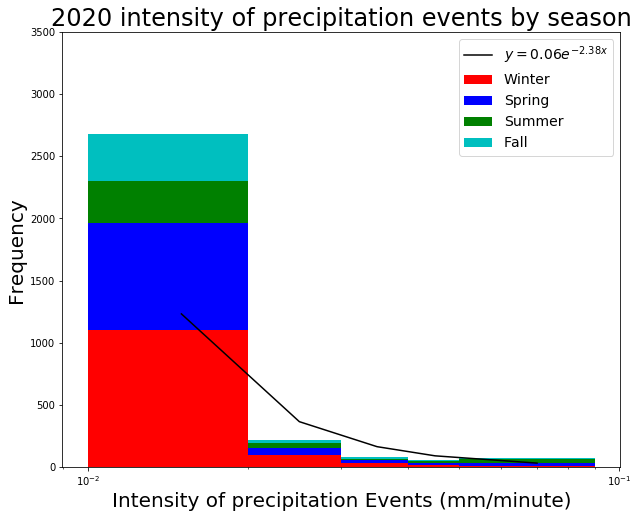 2020 intensity of precipitation events by season
y = 0.06e^{-2.38x}
Winter
Spring
Summer
Fall
3500
3000
2500
2000
1500
1000
500
0
Frequency
10^{-2}
10^{-1}
Intensity of precipitation Events (mm/minute)